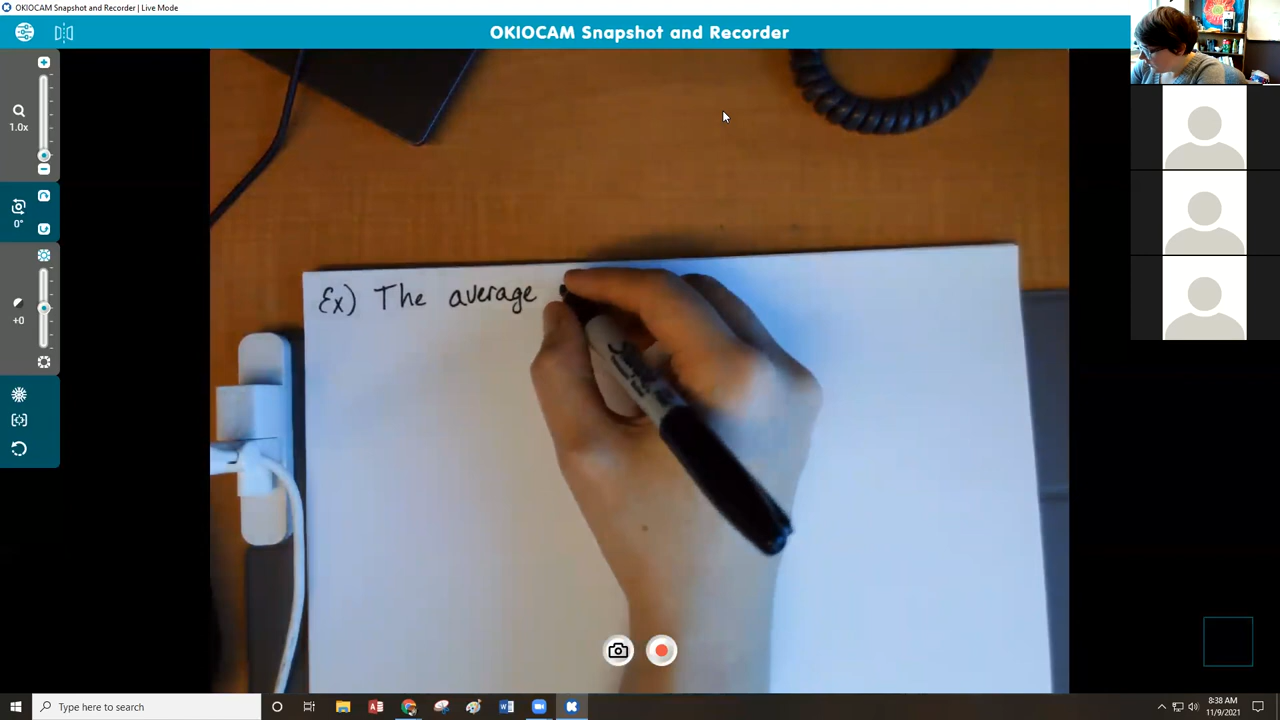 OKIOCAM Snapshot and Recorder | Live Mode
OKIOCAM Snapshot and Recorder
1.0x
0°
+0
Ex) The average
Type here to search
8:38 AM
11/9/2021